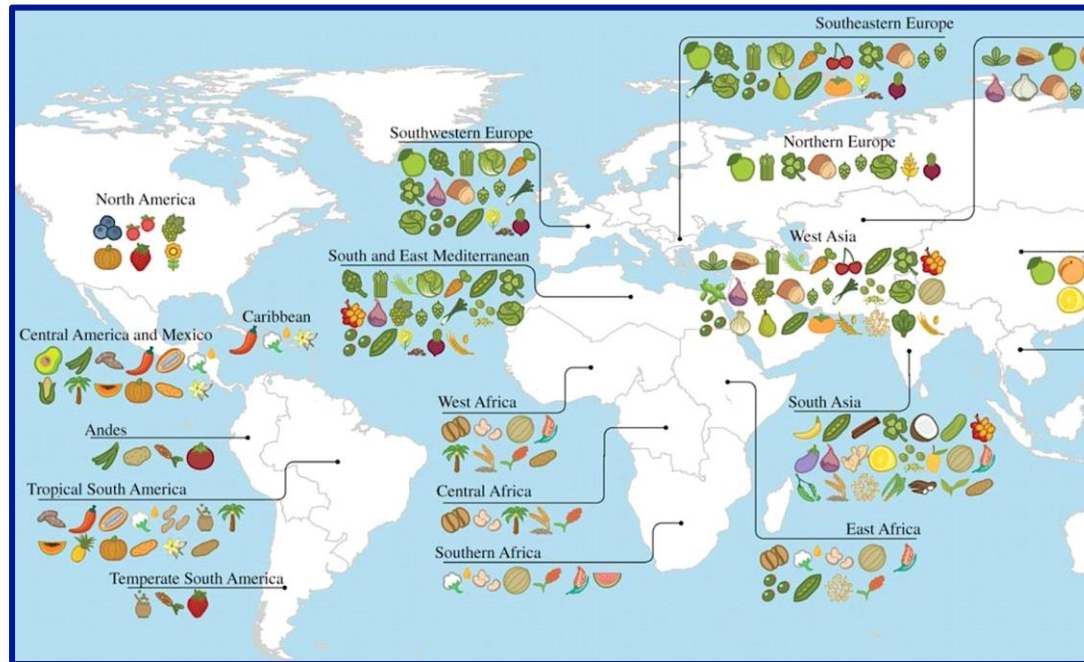 Southeastern Europe
Southwestern Europe
Northern Europe
North America
West Asia
South and East Mediterranean
Caribbean
Central America and Mexico
West Africa
South Asia
Andes
Tropical South America
Central Africa
East Africa
Southern Africa
Temperate South America